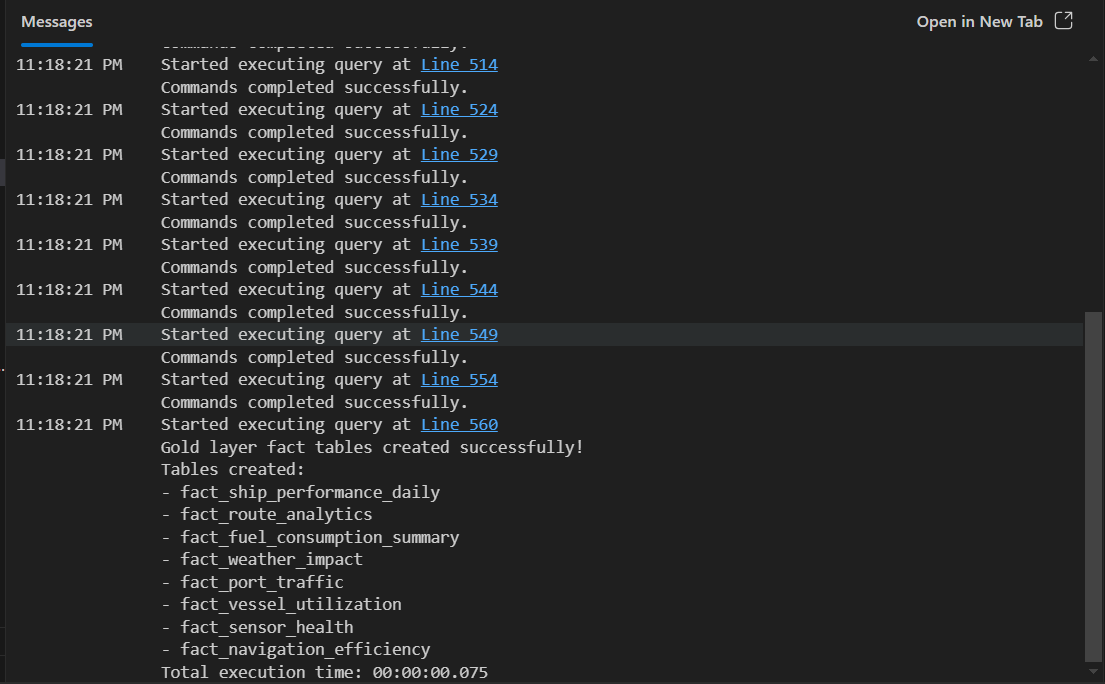 Messages
Open in New Tab
Commands completed successfully.
11:18:21 PM Started executing query at Line 514
Commands completed successfully.
11:18:21 PM Started executing query at Line 524
Commands completed successfully.
11:18:21 PM Started executing query at Line 529
Commands completed successfully.
11:18:21 PM Started executing query at Line 534
Commands completed successfully.
11:18:21 PM Started executing query at Line 539
Commands completed successfully.
11:18:21 PM Started executing query at Line 544
Commands completed successfully.
11:18:21 PM Started executing query at Line 549
Commands completed successfully.
11:18:21 PM Started executing query at Line 554
Commands completed successfully.
11:18:21 PM Started executing query at Line 560
Gold layer fact tables created successfully!
Tables created:
- fact_ship_performance_daily
- fact_route_analytics
- fact_fuel_consumption_summary
- fact_weather_impact
- fact_port_traffic
- fact_vessel_utilization
- fact_sensor_health
- fact_navigation_efficiency
Total execution time: 00:00:00.075